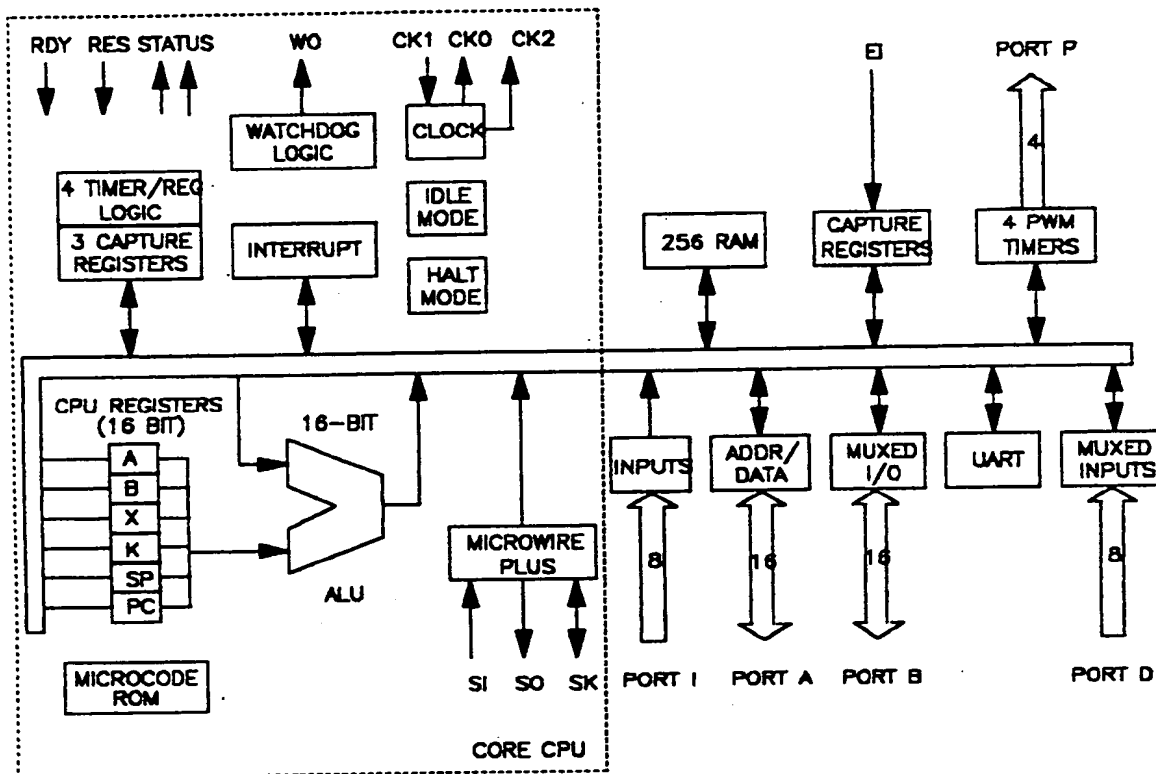 RDY RES STATUS WO CK1 CK0 CK2 EI PORT P
WATCHDOG
LOGIC
CLOCK
4
4 TIMER/REG
LOGIC
3 CAPTURE
REGISTERS
INTERRUPT
IDLE
MODE
HALT
MODE
256 RAM
CAPTURE
REGISTERS
4 PWM
TIMERS
CPU REGISTERS
(16 BIT)
A
B
X
K
SP
PC
16-BIT
ALU
MICROWIRE
PLUS
INPUTS
ADDR/
DATA
MUXED
I/O
UART
MUXED
INPUTS
8 16 16 8
SI SO SK PORT I PORT A PORT B PORT D
MICROCODE
ROM
CORE CPU